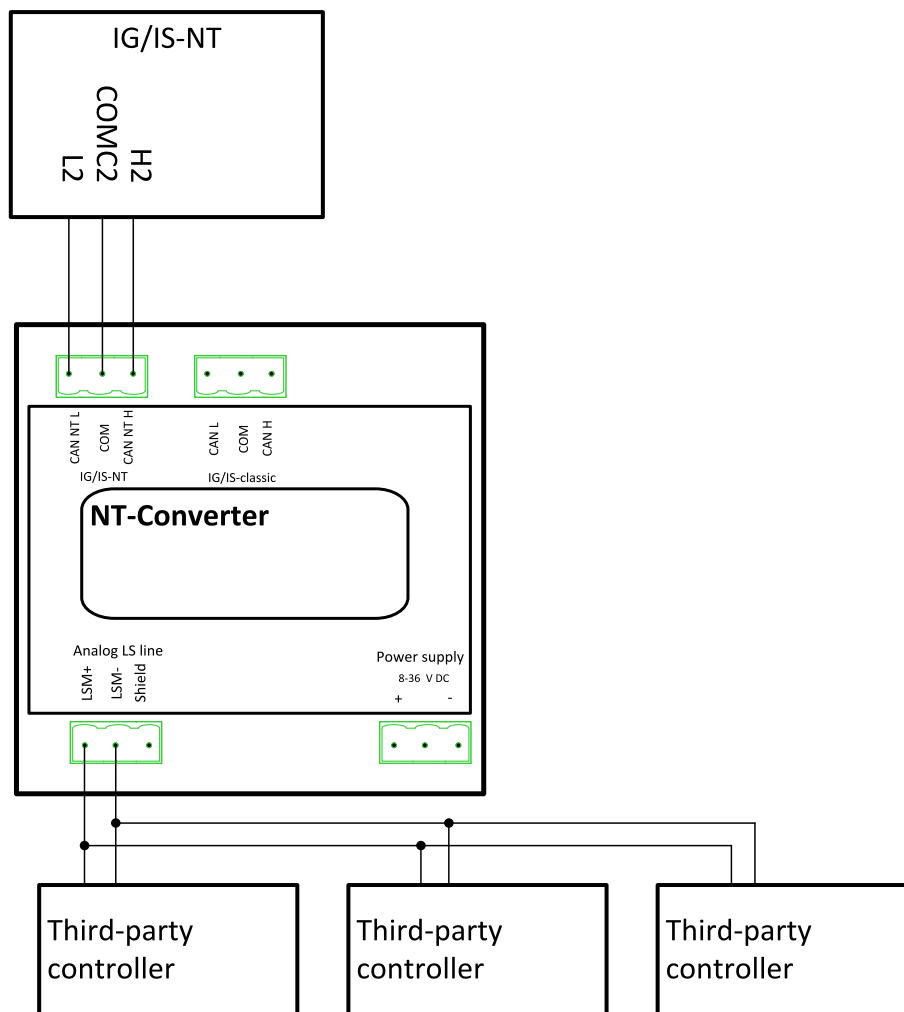 IG/IS-NT
L2
COMC2
H2
CAN NT L
COM
CAN NT H
CAN L
COM
CAN H
IG/IS-NT
IG/IS-classic
NT-Converter
Analog LS line
LSM+
LSM-
Shield
Power supply
8-36 V DC
+ -
Third-party
controller
Third-party
controller
Third-party
controller